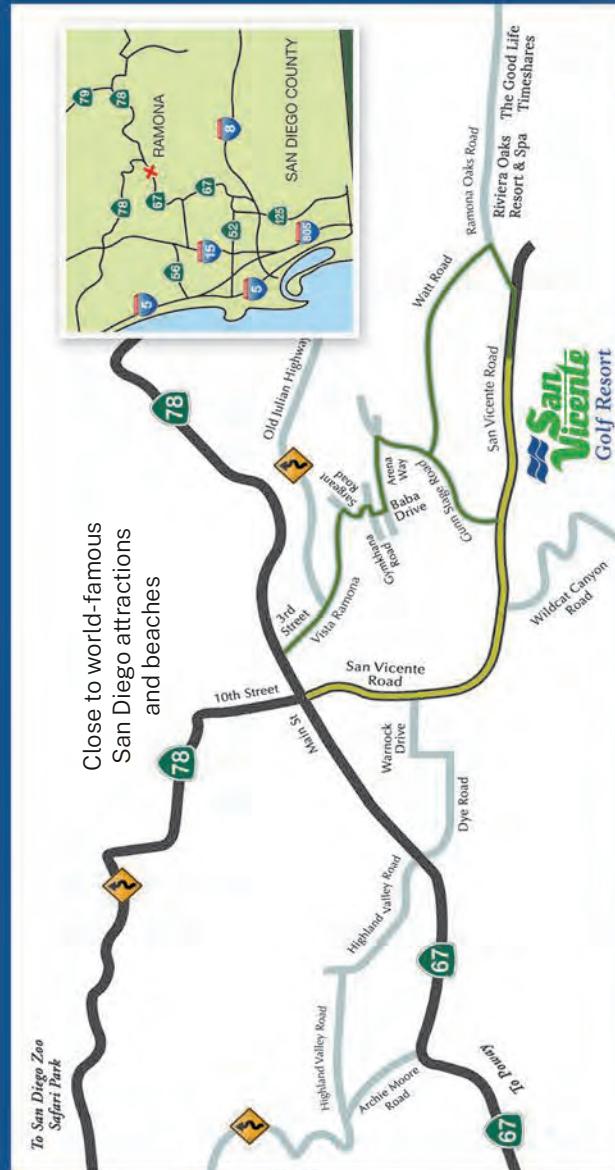 To San Diego Zoo
Safari Park
78
Close to world-famous
San Diego attractions
and beaches
78
10th Street
Main St
3rd
Street
Vista Ramona
Old Julian Highway
Sargeant
Road
Gymkhana
Road
Baba
Drive
Arena
Way
Gunn Stage Road
Watt Road
Ramona Oaks Road
Riviera Oaks
Resort & Spa
The Good Life
Timeshares
San Vicente
Road
San Vicente Road
San
Vicente
Golf Resort
Wildcat Canyon
Road
Warnock
Drive
Dye Road
Highland Valley Road
Highland
Valley Road
Archie Moore
Road
67
To Poway
67
79
78
78
RAMONA
67
67
5
56
15
52
8
5
805
125
SAN DIEGO COUNTY